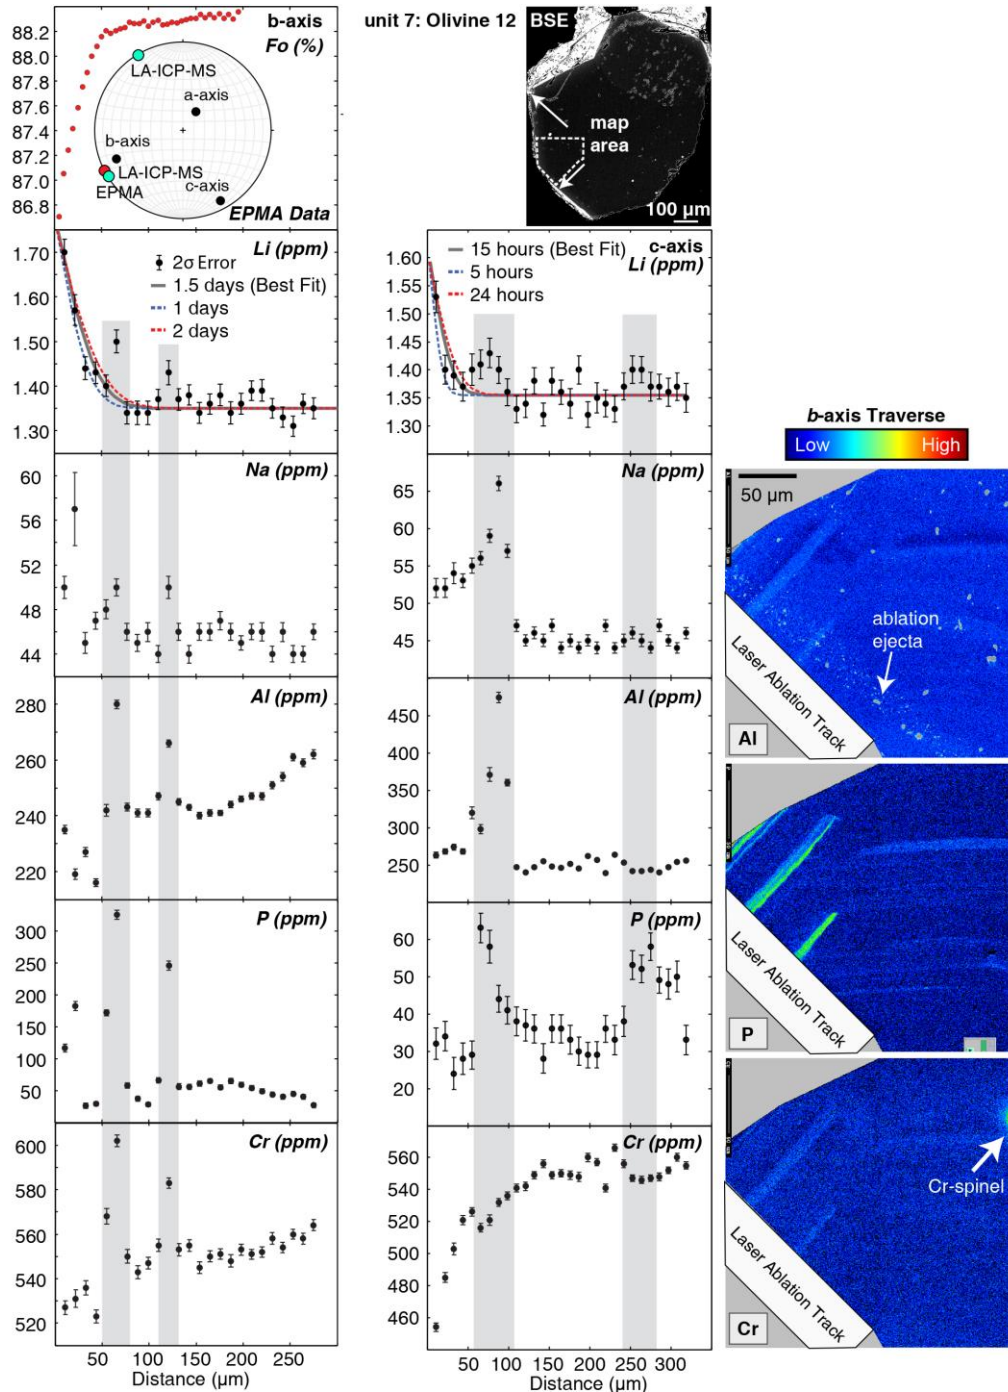 b-axis
Fo (%)
88.2
88.0
87.8
87.6
87.4
87.2
87.0
86.8
LA-ICP-MS
a-axis
b-axis
LA-ICP-MS
EPMA
c-axis
EPMA Data
unit 7: Olivine 12
BSE
map
area
100 µm
Li (ppm)
1.70
1.60
1.50
1.40
1.30
2σ Error
1.5 days (Best Fit)
1 days
2 days
Na (ppm)
60
56
52
48
44
Al (ppm)
280
260
240
220
P (ppm)
300
250
200
150
100
50
Cr (ppm)
600
580
560
540
520
50
100
150
200
250
Distance (µm)
c-axis
Li (ppm)
15 hours (Best Fit)
5 hours
24 hours
1.60
1.55
1.50
1.45
1.40
1.35
1.30
Na (ppm)
65
60
55
50
45
Al (ppm)
450
400
350
300
250
200
P (ppm)
60
50
40
30
20
Cr (ppm)
560
540
520
500
480
460
50
100
150
200
250
300
Distance (µm)
b-axis Traverse
Low
High
50 µm
ablation
ejecta
Laser Ablation Track
Al
Laser Ablation Track
P
Cr-spinel
Laser Ablation Track
Cr